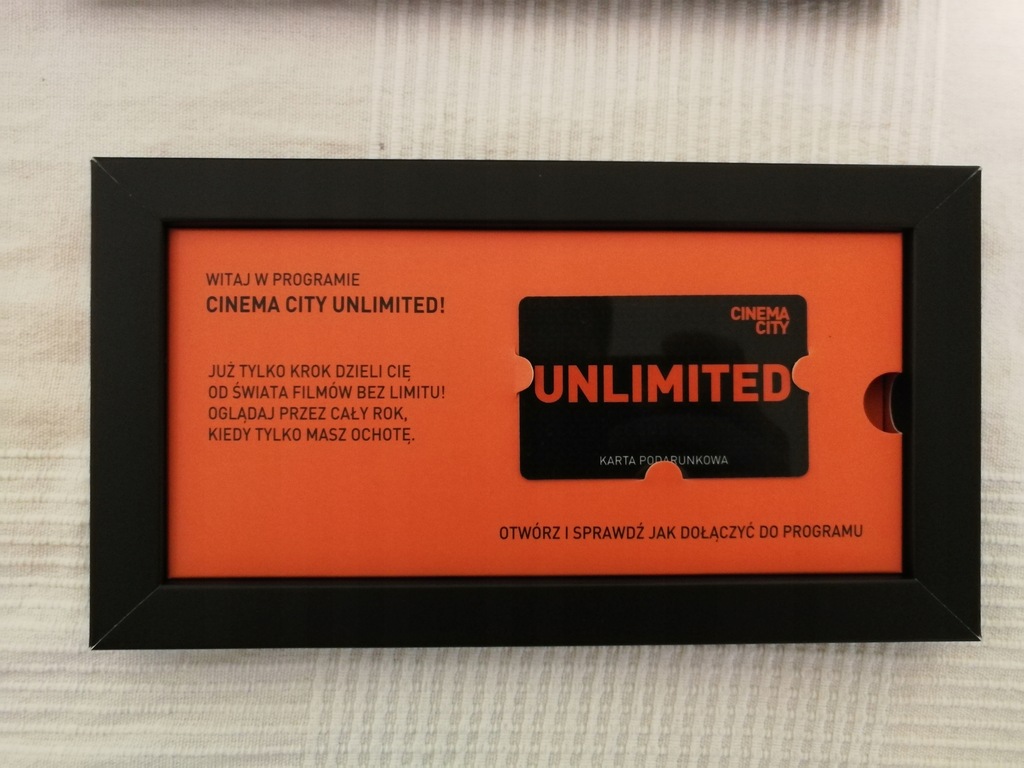 WITAJ W PROGRAMIE
CINEMA CITY UNLIMITED!
JUŻ TYLKO KROK DZIELI CIĘ
OD ŚWIATA FILMÓW BEZ LIMITU!
OGLĄDAJ PRZEZ CAŁY ROK,
KIEDY TYLKO MASZ OCHOTĘ.
CINEMA
CITY
UNLIMITED
KARTA PODARUNKOWA
OTWÓRZ I SPRAWDŹ JAK DOŁĄCZYĆ DO PROGRAMU